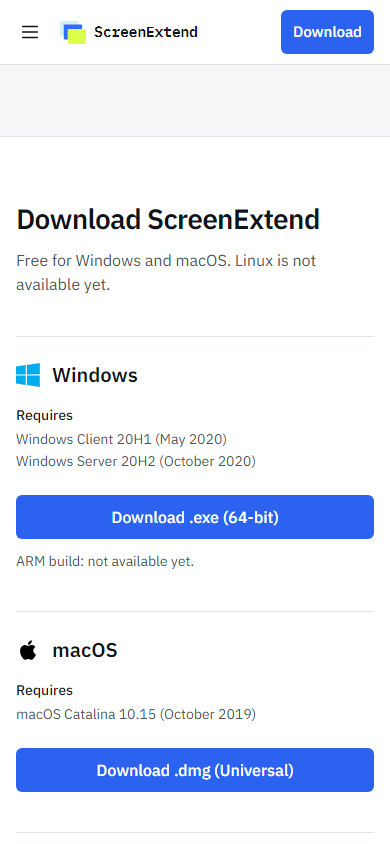 ScreenExtend
Download
Download ScreenExtend
Free for Windows and macOS. Linux is not
available yet.
Windows
Requires
Windows Client 20H1 (May 2020)
Windows Server 20H2 (October 2020)
Download .exe (64-bit)
ARM build: not available yet.
macOS
Requires
macOS Catalina 10.15 (October 2019)
Download .dmg (Universal)